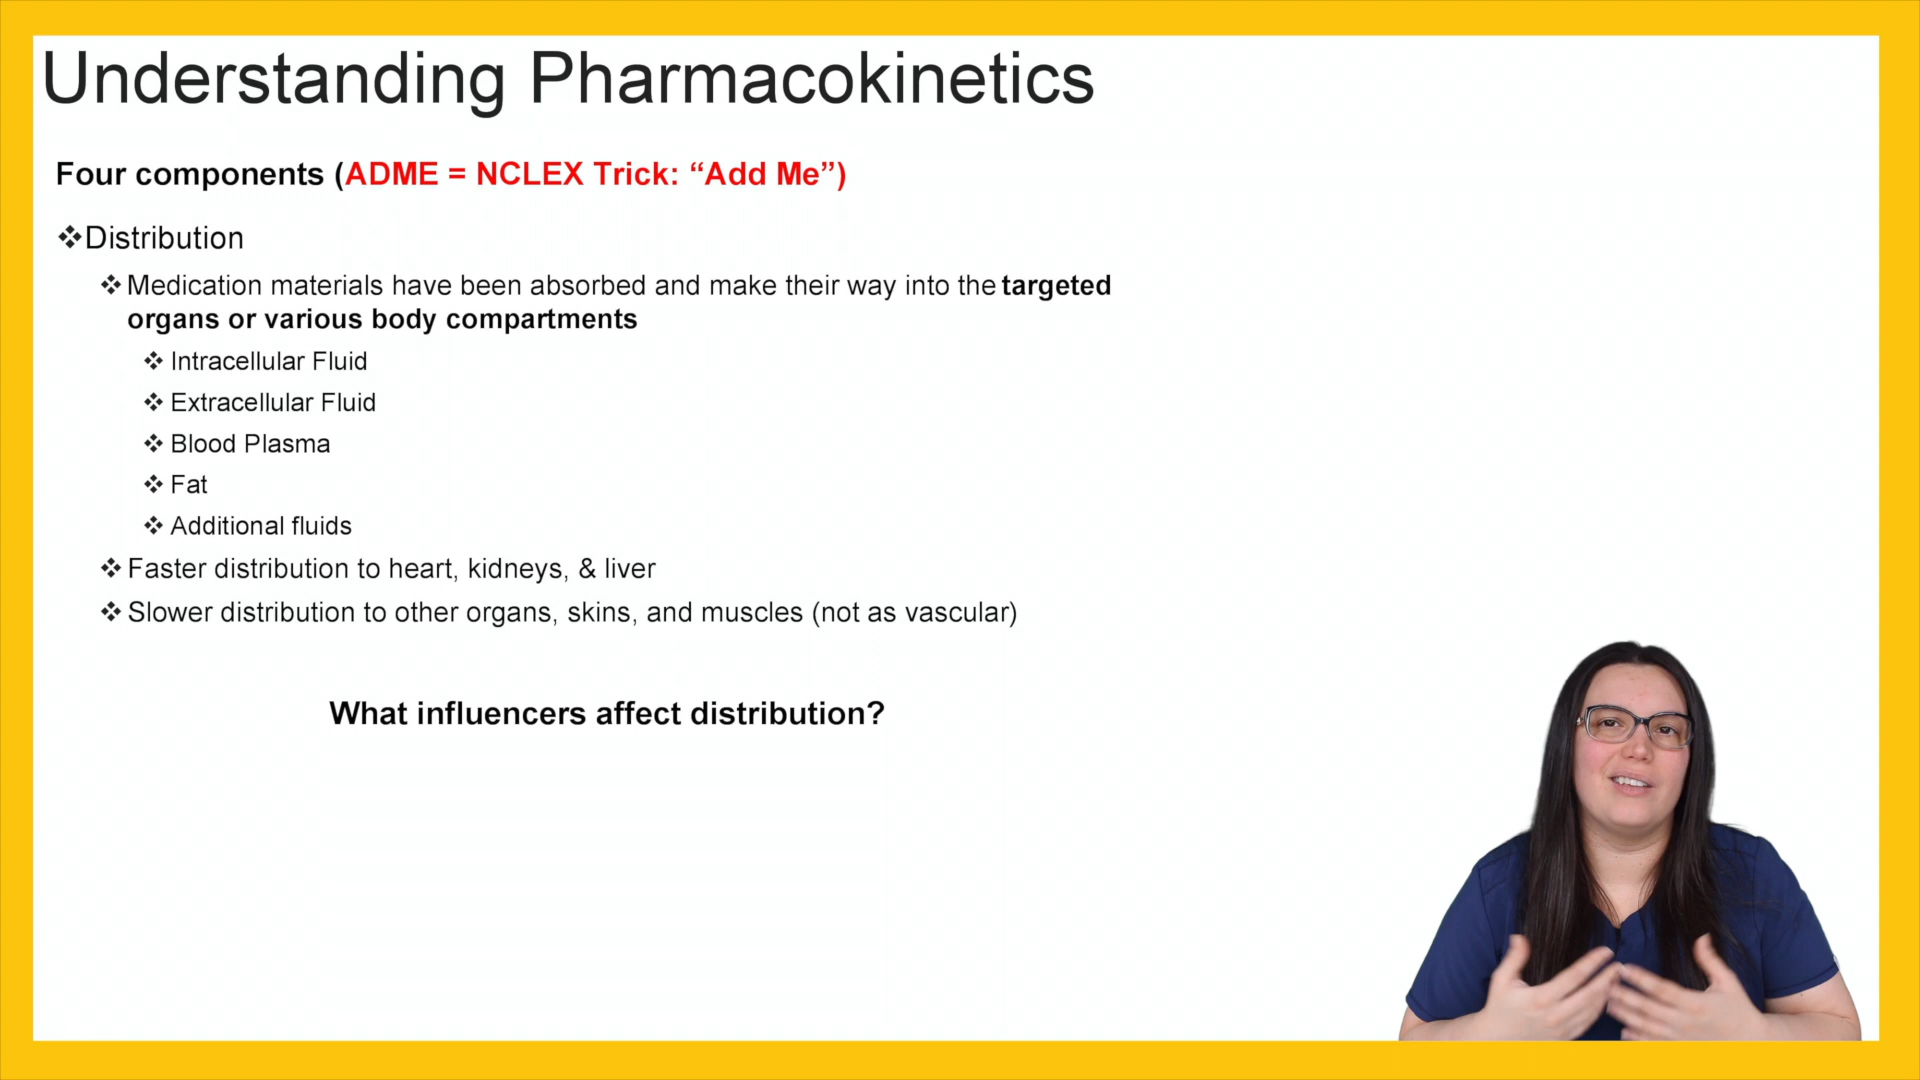 Understanding Pharmacokinetics
Four components (ADME = NCLEX Trick: “Add Me”)
❖Distribution
❖Medication materials have been absorbed and make their way into the targeted
organs or various body compartments
❖ Intracellular Fluid
❖ Extracellular Fluid
❖ Blood Plasma
❖ Fat
❖ Additional fluids
❖Faster distribution to heart, kidneys, & liver
❖Slower distribution to other organs, skins, and muscles (not as vascular)
What influencers affect distribution?